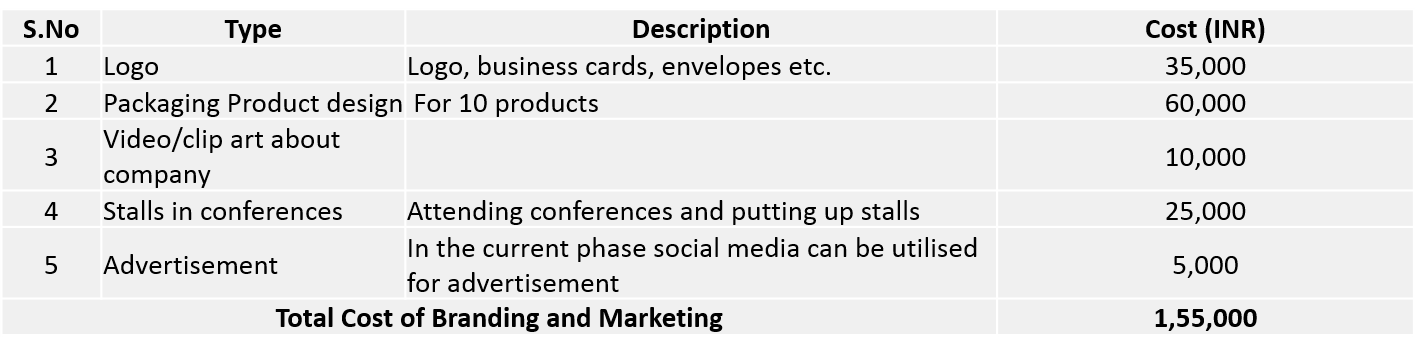 S.No Type Description Cost (INR)
1 Logo Logo, business cards, envelopes etc. 35,000
2 Packaging Product design For 10 products 60,000
3 Video/clip art about
company 10,000
4 Stalls in conferences Attending conferences and putting up stalls 25,000
5 Advertisement In the current phase social media can be utilised
for advertisement 5,000
Total Cost of Branding and Marketing 1,55,000